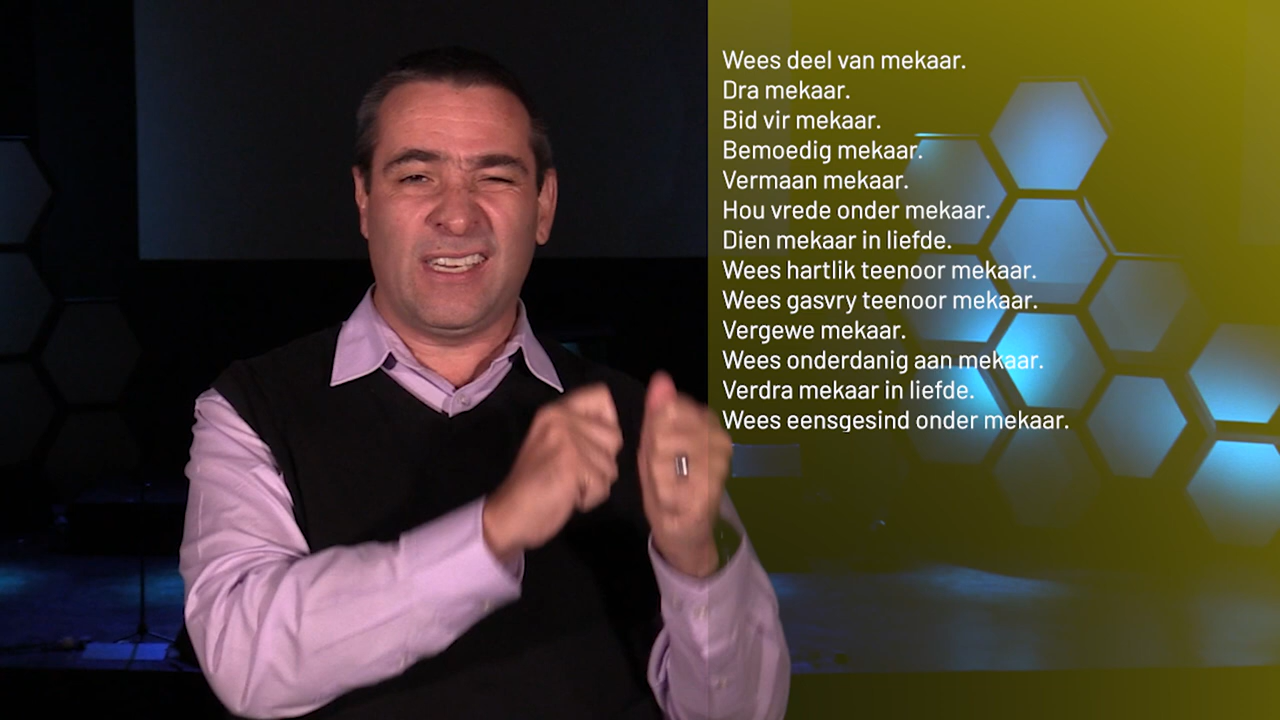 Wees deel van mekaar.
Dra mekaar.
Bid vir mekaar.
Bemoedig mekaar.
Vermaan mekaar.
Hou vrede onder mekaar.
Dien mekaar in liefde.
Wees hartlik teenoor mekaar.
Wees gasvry teenoor mekaar.
Vergewe mekaar.
Wees onderdanig aan mekaar.
Verdra mekaar in liefde.
Wees eensgesind onder mekaar.